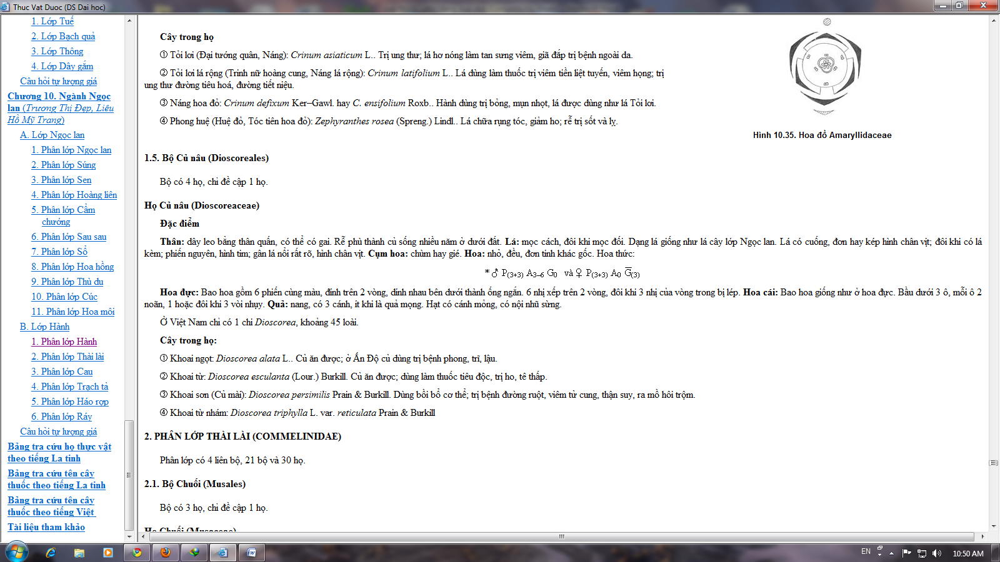 Thuc Vat Duoc (DS Dai hoc)
1. Lớp Tuế
2. Lớp Bạch quả
3. Lớp Thông
4. Lớp Dây gắm
Câu hỏi tự lượng giá
Chương 10. Ngành Ngọc
lan (Trương Thị Đẹp, Liêu
Hồ Mỹ Trang)
A. Lớp Ngọc lan
1. Phân lớp Ngọc lan
2. Phân lớp Súng
3. Phân lớp Sen
4. Phân lớp Hoàng liên
5. Phân lớp Cẩm
chướng
6. Phân lớp Sau sau
7. Phân lớp Sổ
8. Phân lớp Hoa hồng
9. Phân lớp Thù du
10. Phân lớp Cúc
11. Phân lớp Hoa môi
B. Lớp Hành
1. Phân lớp Hành
2. Phân lớp Thài lài
3. Phân lớp Cau
4. Phân lớp Trạch tả
5. Phân lớp Háo rợp
6. Phân lớp Ráy
Câu hỏi tự lượng giá
Bảng tra cứu họ thực vật
theo tiếng La tinh
Bảng tra cứu tên cây
thuốc theo tiếng La tinh
Bảng tra cứu tên cây
thuốc theo tiếng Việt
Tài liệu tham khảo
Cây trong họ
① Tỏi lơi (Đại tướng quân, Náng): Crinum asiaticum L.. Trị ung thư; lá hơ nóng làm tan sưng viêm, giã đắp trị bệnh ngoài da.
② Tỏi lơi lá rộng (Trinh nữ hoàng cung, Náng lá rộng): Crinum latifolium L.. Lá dùng làm thuốc trị viêm tiền liệt tuyến, viêm họng; trị
ung thư đường tiêu hoá, đường tiết niệu.
③ Náng hoa đỏ: Crinum defixum Ker–Gawl. hay C. ensifolium Roxb.. Hành dùng trị bỏng, mụn nhọt, lá được dùng như lá Tỏi lơi.
④ Phong huệ (Huệ đỏ, Tóc tiên hoa đỏ): Zephyranthes rosea (Spreng.) Lindl.. Lá chữa rụng tóc, giảm ho; rễ trị sốt và lỵ.
Hình 10.35. Hoa đồ Amaryllidaceae
1.5. Bộ Củ nâu (Dioscoreales)
Bộ có 4 họ, chỉ đề cập 1 họ.
Họ Củ nâu (Dioscoreaceae)
Đặc điểm
Thân: dây leo bằng thân quấn, có thể có gai. Rễ phù thành củ sống nhiều năm ở dưới đất. Lá: mọc cách, đôi khi mọc đối. Dạng lá giống như lá cây lớp Ngọc lan. Lá có cuống, đơn hay kép hình chân vịt; đôi khi có lá
kèm; phiến nguyên, hình tim; gân lá nổi rất rõ, hình chân vịt. Cụm hoa: chùm hay gié. Hoa: nhỏ, đều, đơn tính khác gốc. Hoa thức:
* ♂ P(3+3) A3–6 G0 và ♀ P(3+3) A0 G̅(3)
Hoa đực: Bao hoa gồm 6 phiến cùng màu, đính trên 2 vòng, dính nhau bên dưới thành ống ngắn. 6 nhị xếp trên 2 vòng, đôi khi 3 nhị của vòng trong bị lép. Hoa cái: Bao hoa giống như ở hoa đực. Bầu dưới 3 ô, mỗi ô 2
noãn, 1 hoặc đôi khi 3 vòi nhụy. Quả: nang, có 3 cánh, ít khi là quả mọng. Hạt có cánh mỏng, có nội nhũ sừng.
Ở Việt Nam chỉ có 1 chi Dioscorea, khoảng 45 loài.
Cây trong họ:
① Khoai ngọt: Dioscorea alata L.. Củ ăn được; ở Ấn Độ củ dùng trị bệnh phong, trĩ, lậu.
② Khoai từ: Dioscorea esculanta (Lour.) Burkill. Củ ăn được; dùng làm thuốc tiêu độc, trị ho, tê thấp.
③ Khoai sơn (Củ mài): Dioscorea persimilis Prain & Burkill. Dùng bồi bổ cơ thể; trị bệnh đường ruột, viêm tử cung, thận suy, ra mồ hôi trộm.
④ Khoai từ nhám: Dioscorea triphylla L. var. reticulata Prain & Burkill
2. PHÂN LỚP THÀI LÀI (COMMELINIDAE)
Phân lớp có 4 liên bộ, 21 bộ và 30 họ.
2.1. Bộ Chuối (Musales)
Bộ có 3 họ, chỉ đề cập 1 họ.
Họ Chuối (Musaceae)
EN
10:50 AM